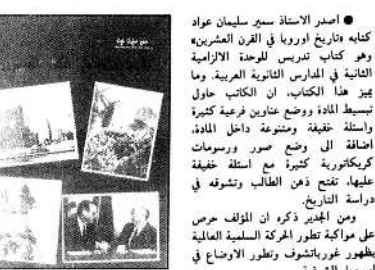 ● اصدر الاستاذ سمير سليمان عواد
كتابه «تاريخ اوروبا في القرن العشرين»
وهو كتاب تدريس للوحدة الالزامية
الثانية في المدارس الثانوية العربية. وما
يميز هذا الكتاب، ان الكاتب حاول
تبسيط المادة ووضع عناوين فرعية كثيرة
واسئلة خفيفة ومتنوعة داخل المادة،
اضافة الى وضع صور ورسومات
كريكاتورية كثيرة مع اسئلة خفيفة
عليها، تفتح ذهن الطالب وتشوقه في
دراسة التاريخ.
ومن الجدير ذكره ان المؤلف حرص
على مواكبة تطور الحركة السلمية العالمية
بظهور غورباتشوف وتطور الاوضاع في